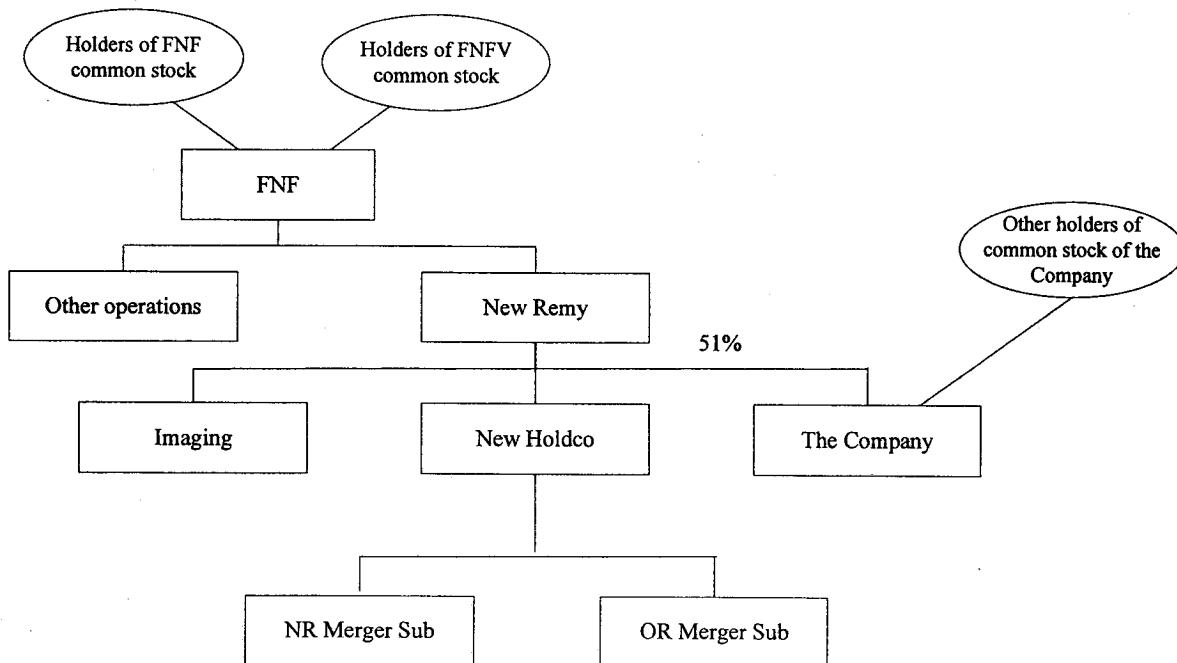 Holders of FNF
common stock
Holders of FNFV
common stock
FNF
Other holders of
common stock of the
Company
Other operations
New Remy
51%
Imaging
New Holdco
The Company
NR Merger Sub
OR Merger Sub